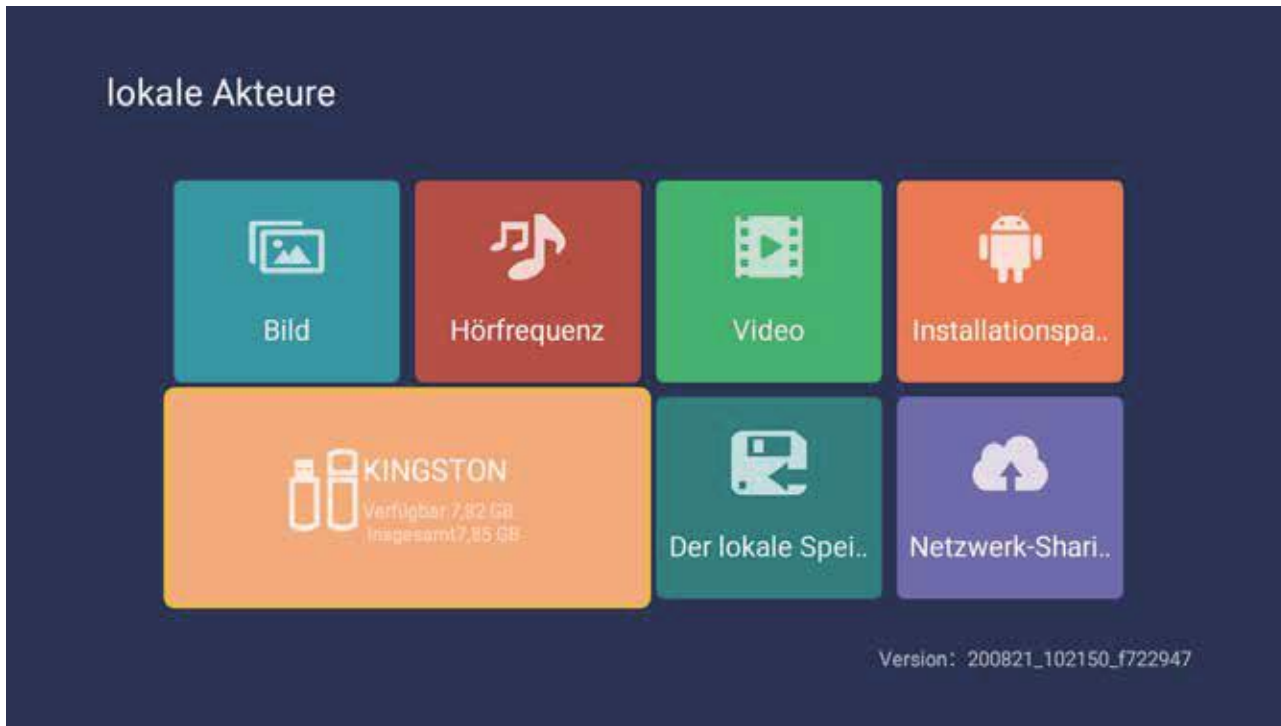 lokale Akteure
Bild
Hörfrequenz
Video
Installationspa..
KINGSTON
Verfügbar:7,82 GB
Insgesamt7,85 GB
Der lokale Spei..
Netzwerk-Shari..
Version: 200821_102150_f722947